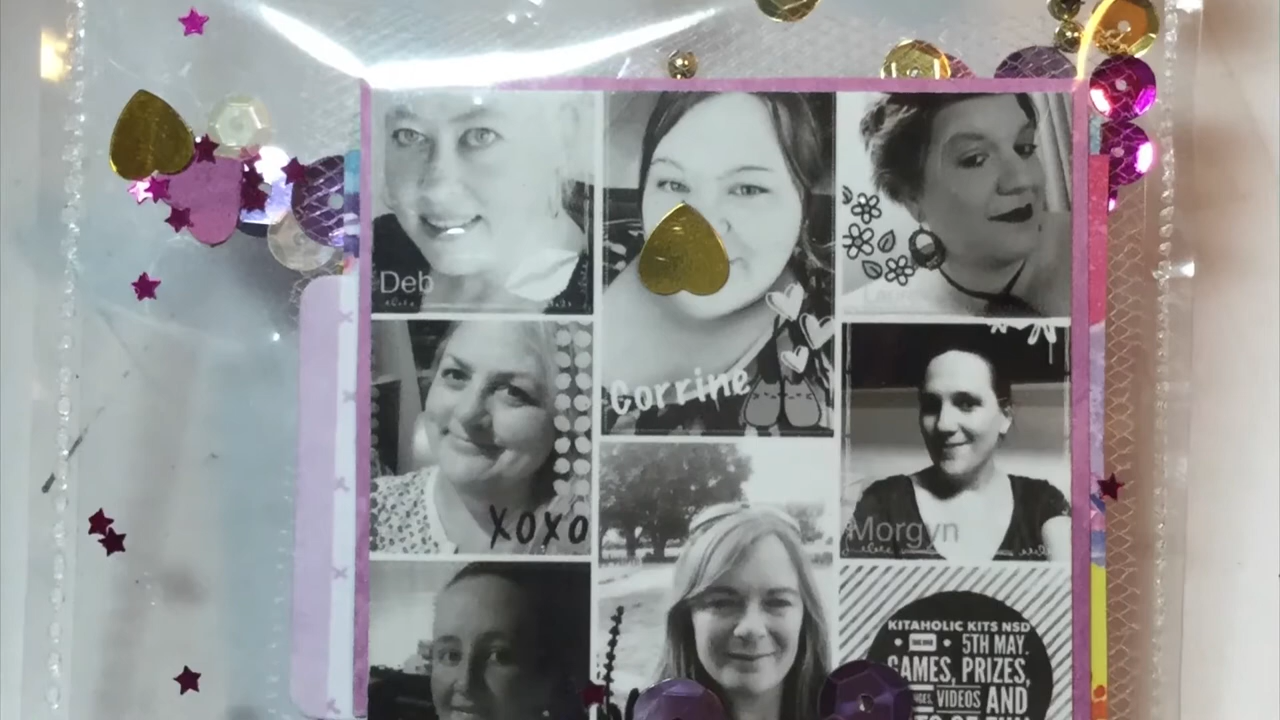 Deb
Corrine
xoxo
Morgyn
KITAHOLIC KITS NSD
5TH MAY.
GAMES, PRIZES,
VIDEOS AND